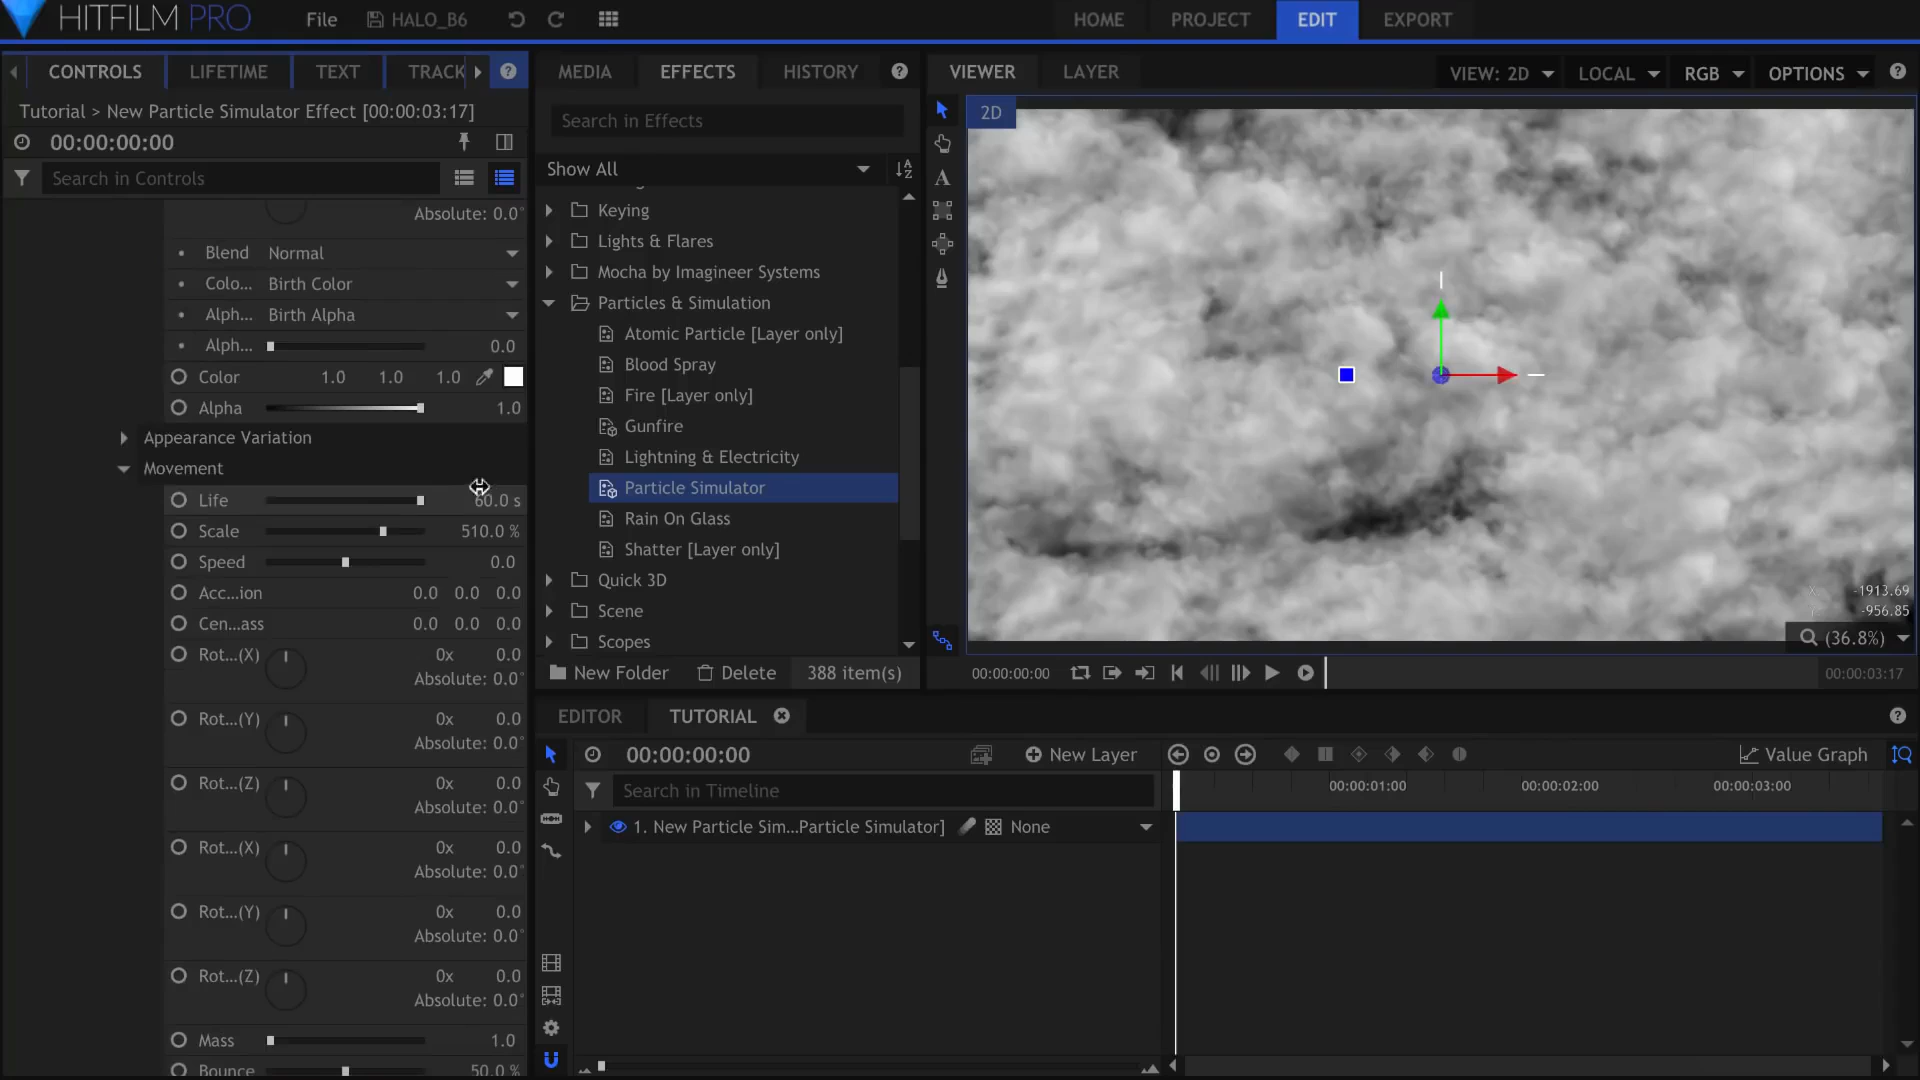 HITFILM PRO
File
HALO_B6
HOME
PROJECT
EDIT
EXPORT
CONTROLS
LIFETIME
TEXT
TRACK
Tutorial > New Particle Simulator Effect [00:00:03:17]
00:00:00:00
Search in Controls
Absolute: 0.0°
Blend Normal
Colo... Birth Color
Alph... Birth Alpha
Alph... 0.0
Color 1.0 1.0 1.0
Alpha 1.0
Appearance Variation
Movement
Life 60.0 s
Scale 510.0 %
Speed 0.0
Acc...ion 0.0 0.0 0.0
Cen...ass 0.0 0.0 0.0
Rot...(X) 0x 0.0
Absolute: 0.0°
Rot...(Y) 0x 0.0
Absolute: 0.0°
Rot...(Z) 0x 0.0
Absolute: 0.0°
Rot...(X) 0x 0.0
Absolute: 0.0°
Rot...(Y) 0x 0.0
Absolute: 0.0°
Rot...(Z) 0x 0.0
Absolute: 0.0°
Mass 1.0
Bounce 50.0 %
MEDIA
EFFECTS
HISTORY
Search in Effects
Show All
Keying
Lights & Flares
Mocha by Imagineer Systems
Particles & Simulation
Atomic Particle [Layer only]
Blood Spray
Fire [Layer only]
Gunfire
Lightning & Electricity
Particle Simulator
Rain On Glass
Shatter [Layer only]
Quick 3D
Scene
Scopes
New Folder
Delete
388 item(s)
VIEWER
LAYER
VIEW: 2D
LOCAL
RGB
OPTIONS
2D
-1913.69
-956.85
(36.8%)
00:00:00:00
00:00:03:17
EDITOR
TUTORIAL
00:00:00:00
New Layer
Value Graph
Search in Timeline
00:00:01:00
00:00:02:00
00:00:03:00
1. New Particle Sim...Particle Simulator]
None